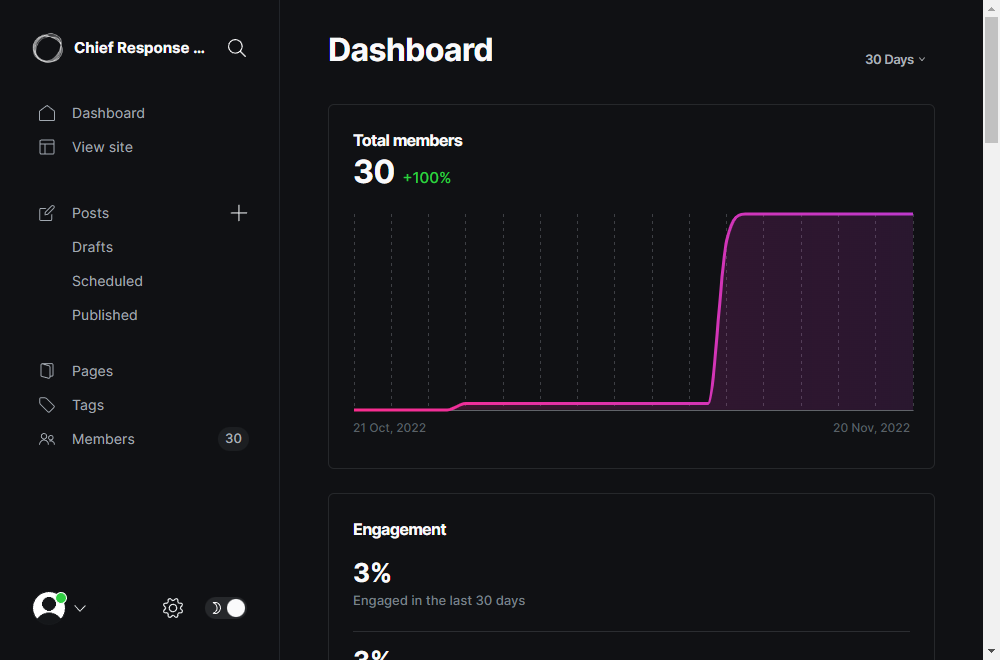 Chief Response ...
Dashboard
View site
Posts
Drafts
Scheduled
Published
Pages
Tags
Members 30
Dashboard
30 Days
Total members
30 +100%
21 Oct, 2022 20 Nov, 2022
Engagement
3%
Engaged in the last 30 days
3%